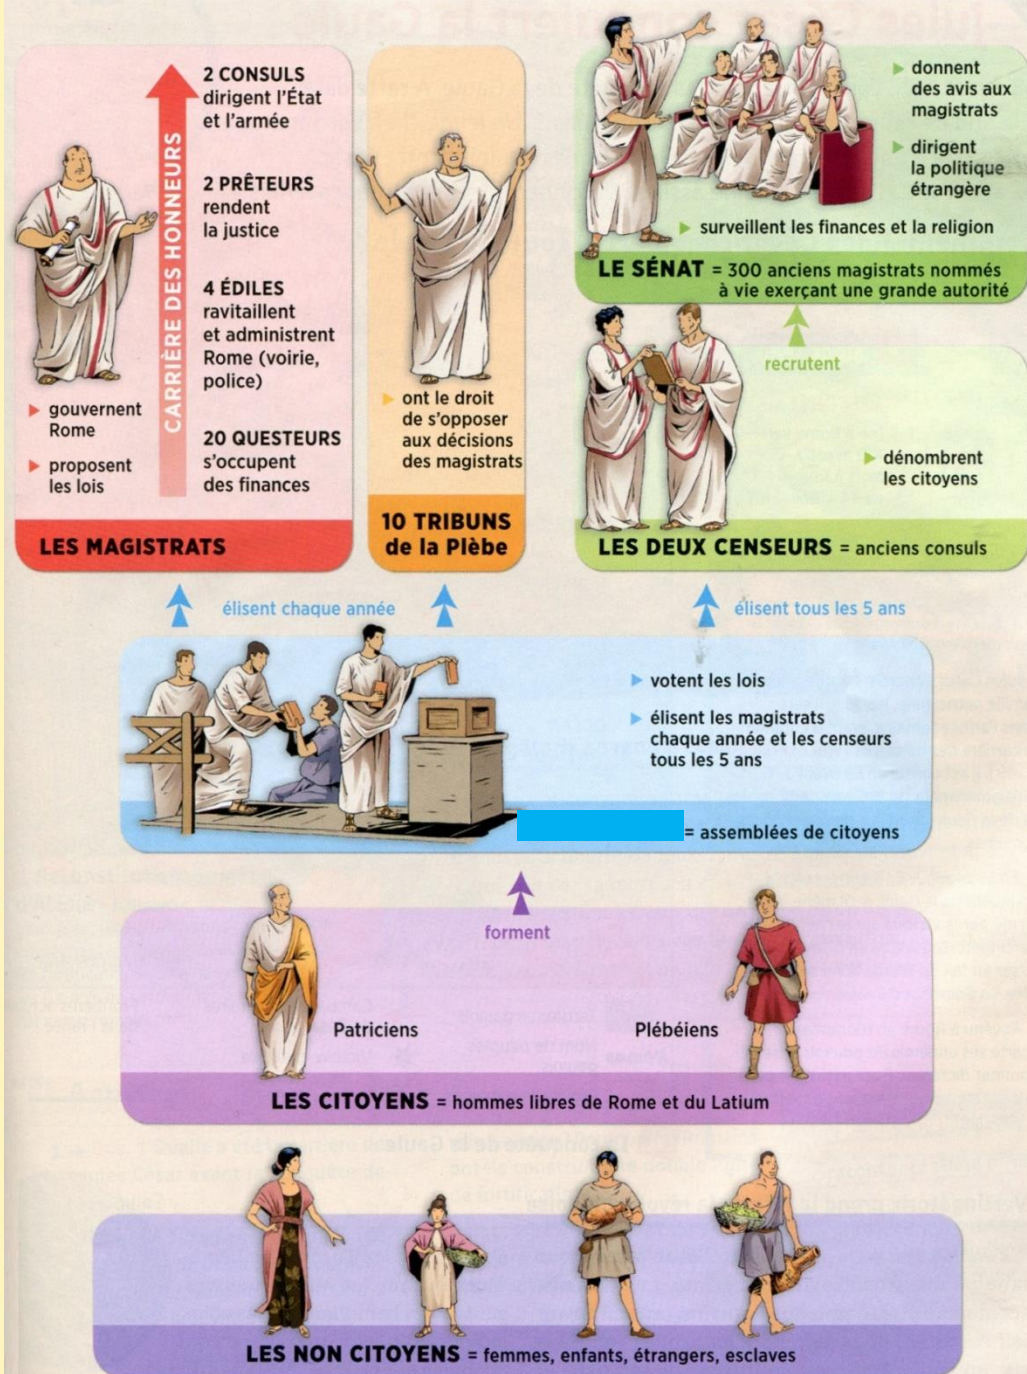 2 CONSULS
dirigent l'État
et l'armée
2 PRÊTEURS
rendent
la justice
4 ÉDILES
ravitaillent
et administrent
Rome (voirie,
police)
20 QUESTEURS
s'occupent
des finances
CARRIÈRE DES HONNEURS
▶ gouvernent
Rome
▶ proposent
les lois
LES MAGISTRATS
▶ ont le droit
de s'opposer
aux décisions
des magistrats
10 TRIBUNS
de la Plèbe
▶ donnent
des avis aux
magistrats
▶ dirigent
la politique
étrangère
▶ surveillent les finances et la religion
LE SÉNAT = 300 anciens magistrats nommés
à vie exerçant une grande autorité
recrutent
▶ dénombrent
les citoyens
LES DEUX CENSEURS = anciens consuls
élisent chaque année
élisent tous les 5 ans
▶ votent les lois
▶ élisent les magistrats
chaque année et les censeurs
tous les 5 ans
= assemblées de citoyens
forment
Patriciens
Plébéiens
LES CITOYENS = hommes libres de Rome et du Latium
LES NON CITOYENS = femmes, enfants, étrangers, esclaves